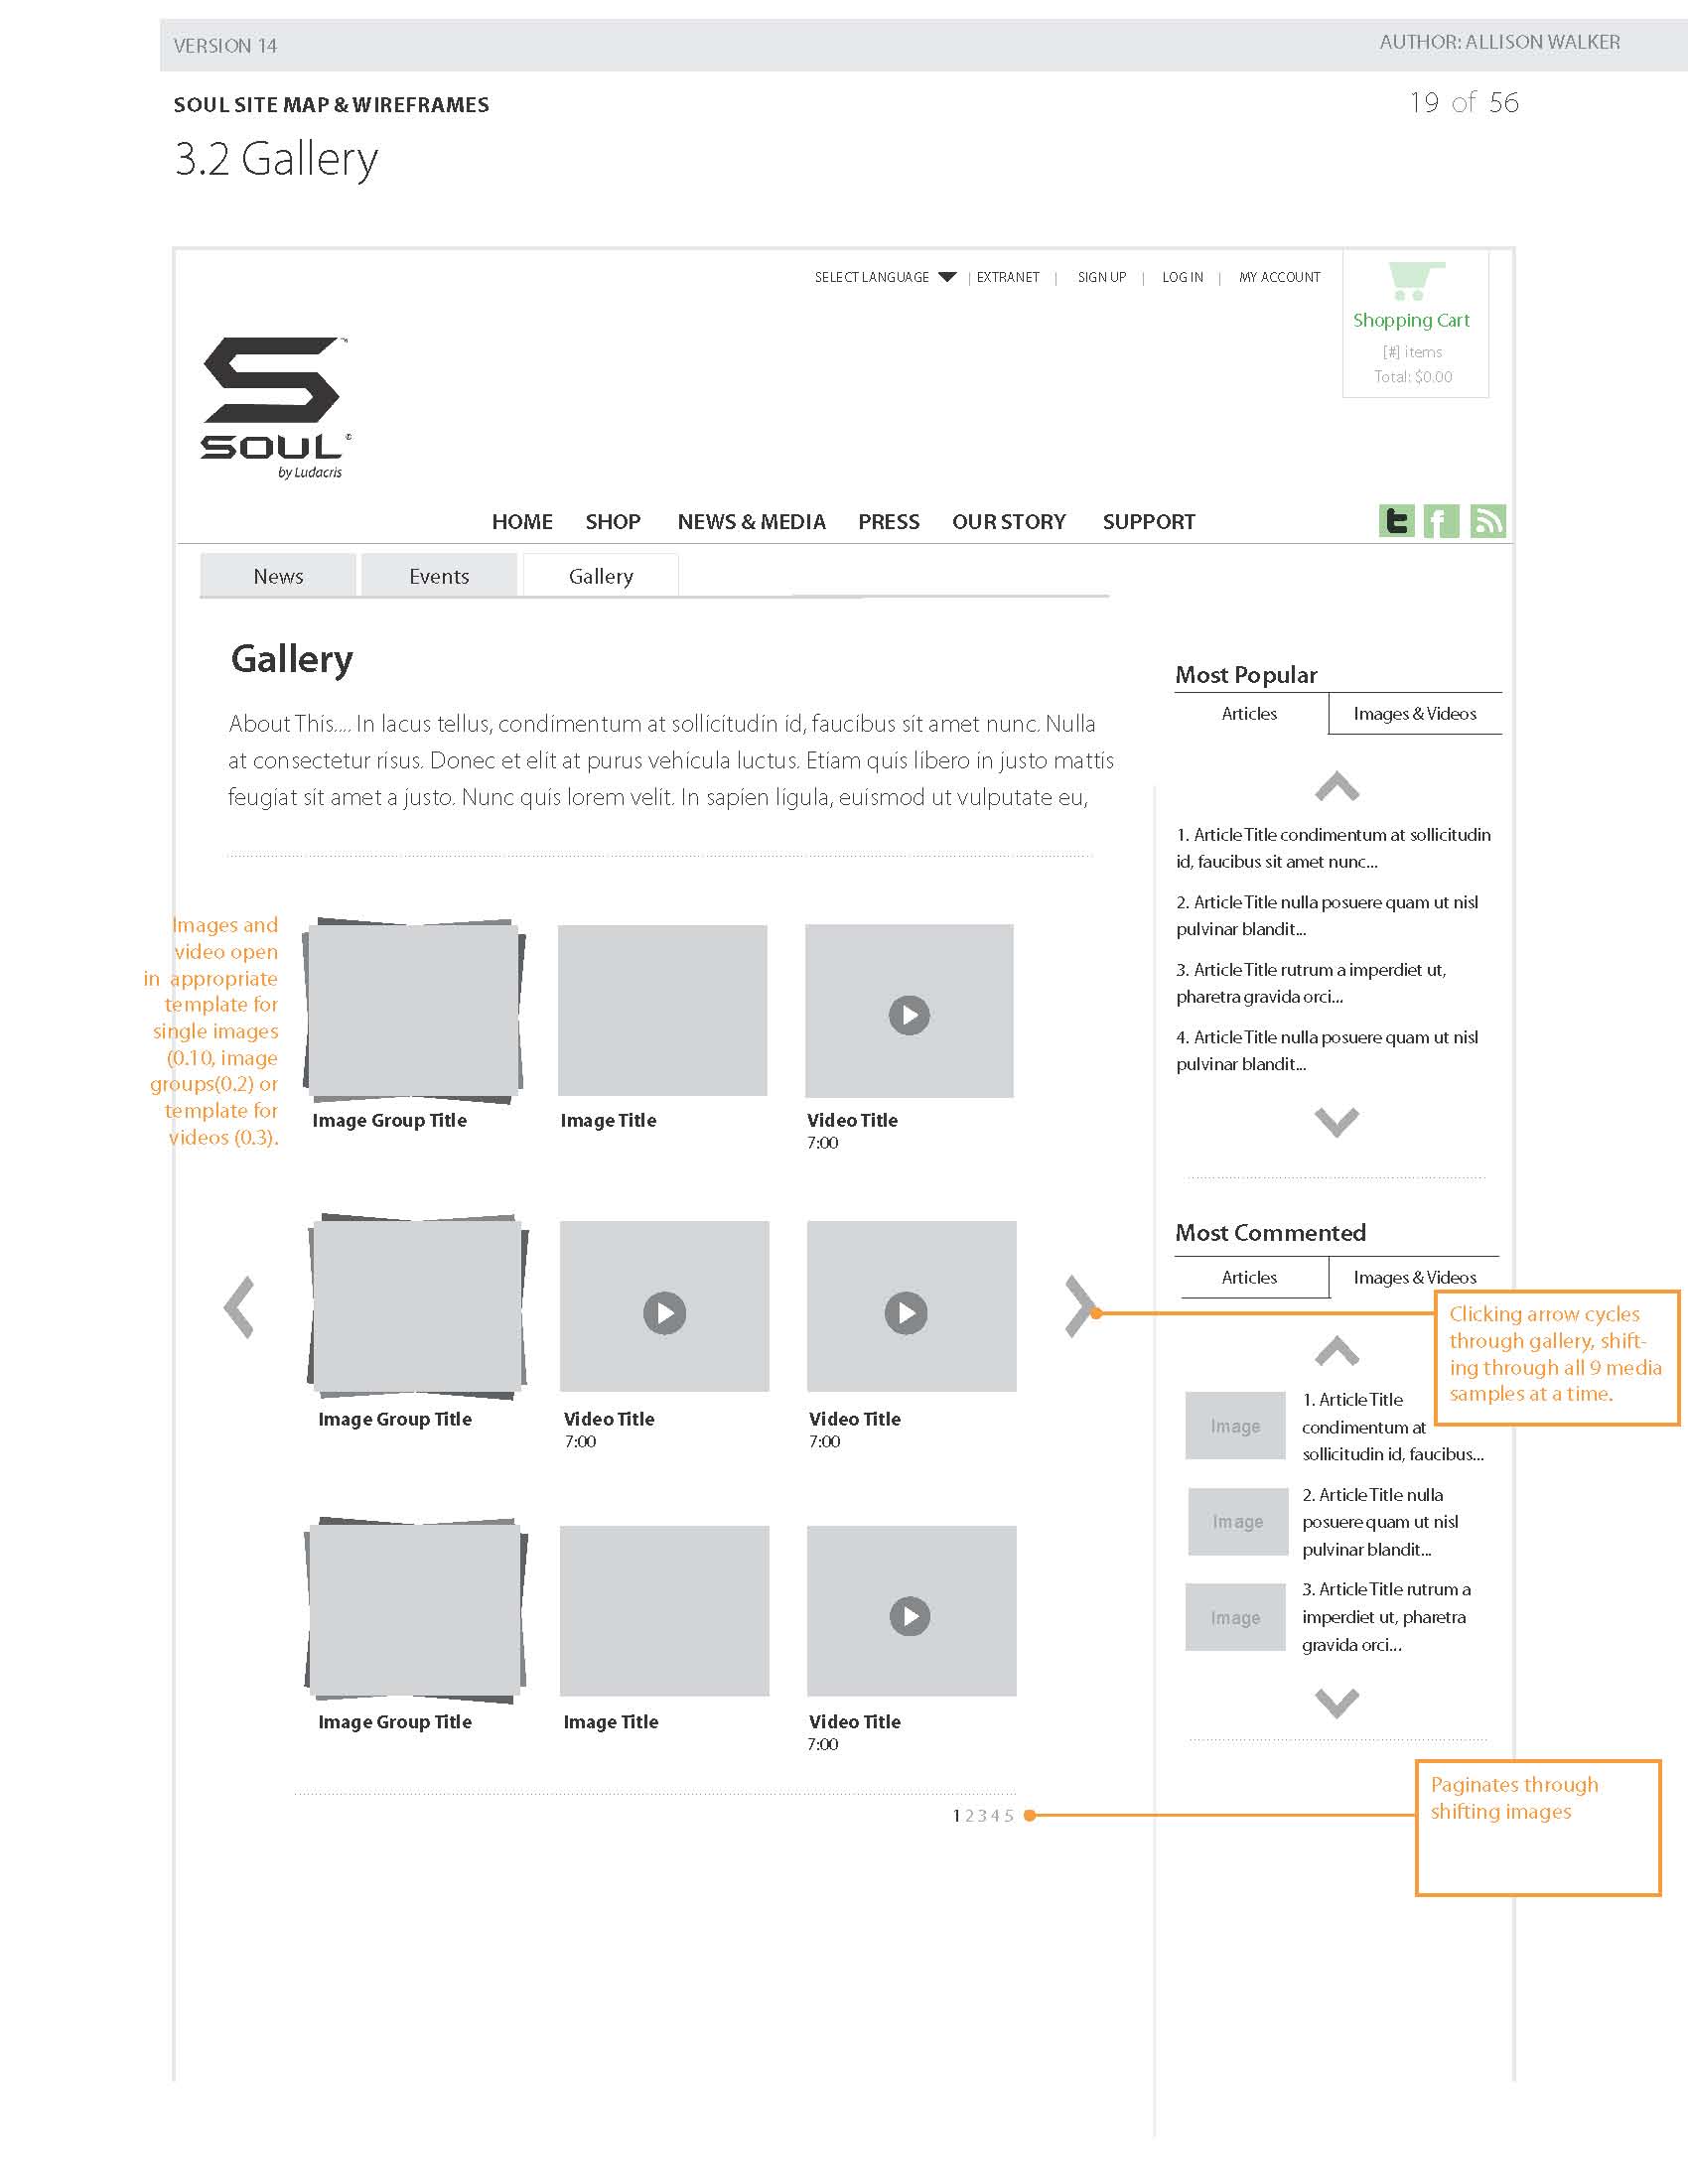 VERSION 14
AUTHOR: ALLISON WALKER
SOUL SITE MAP & WIREFRAMES
19 of 56
3.2 Gallery
SELECT LANGUAGE | EXTRANET | SIGN UP | LOG IN | MY ACCOUNT
Shopping Cart
[#] items
Total: $0.00
SOUL
by Ludacris
HOME SHOP NEWS & MEDIA PRESS OUR STORY SUPPORT
News Events Gallery
Gallery
About This.... In lacus tellus, condimentum at sollicitudin id, faucibus sit amet nunc. Nulla
at consectetur risus. Donec et elit at purus vehicula luctus. Etiam quis libero in justo mattis
feugiat sit amet a justo. Nunc quis lorem velit. In sapien ligula, euismod ut vulputate eu,
Images and
video open
in appropriate
template for
single images
(0.10, image
groups(0.2) or
template for
videos (0.3).
Image Group Title
Image Title
Video Title
7:00
Image Group Title
Video Title
7:00
Video Title
7:00
Image Group Title
Image Title
Video Title
7:00
1 2 3 4 5
Most Popular
Articles Images & Videos
1. Article Title condimentum at sollicitudin
id, faucibus sit amet nunc...
2. Article Title nulla posuere quam ut nisl
pulvinar blandit...
3. Article Title rutrum a imperdiet ut,
pharetra gravida orci...
4. Article Title nulla posuere quam ut nisl
pulvinar blandit...
Most Commented
Articles Images & Videos
Clicking arrow cycles
through gallery, shift-
ing through all 9 media
samples at a time.
Image
1. Article Title
condimentum at
sollicitudin id, faucibus...
Image
2. Article Title nulla
posuere quam ut nisl
pulvinar blandit...
Image
3. Article Title rutrum a
imperdiet ut, pharetra
gravida orci...
Paginates through
shifting images